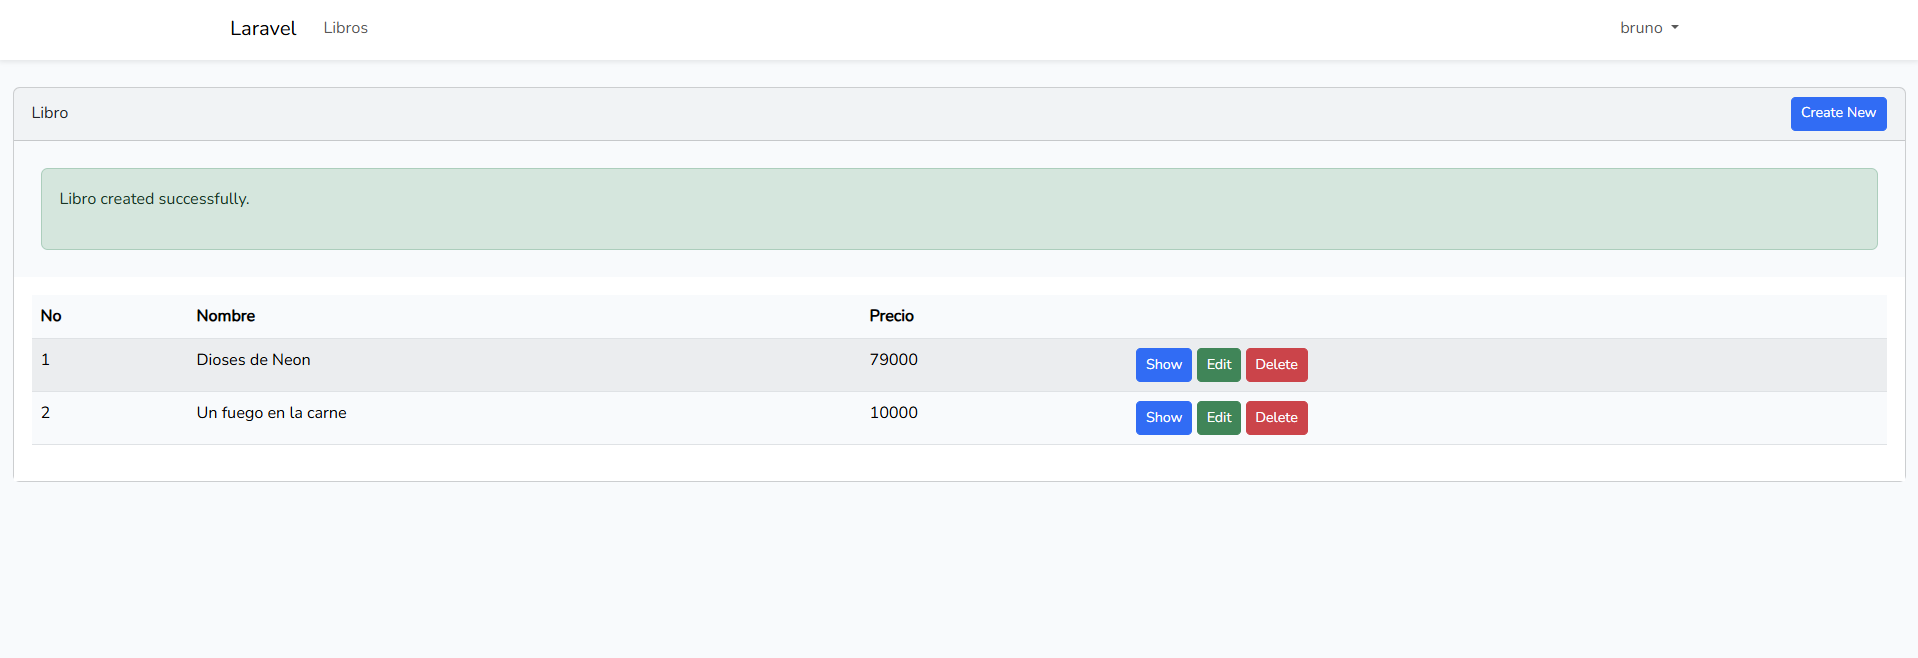 Laravel Libros bruno
Libro Create New
Libro created successfully.
No Nombre Precio
1 Dioses de Neon 79000 Show Edit Delete
2 Un fuego en la carne 10000 Show Edit Delete